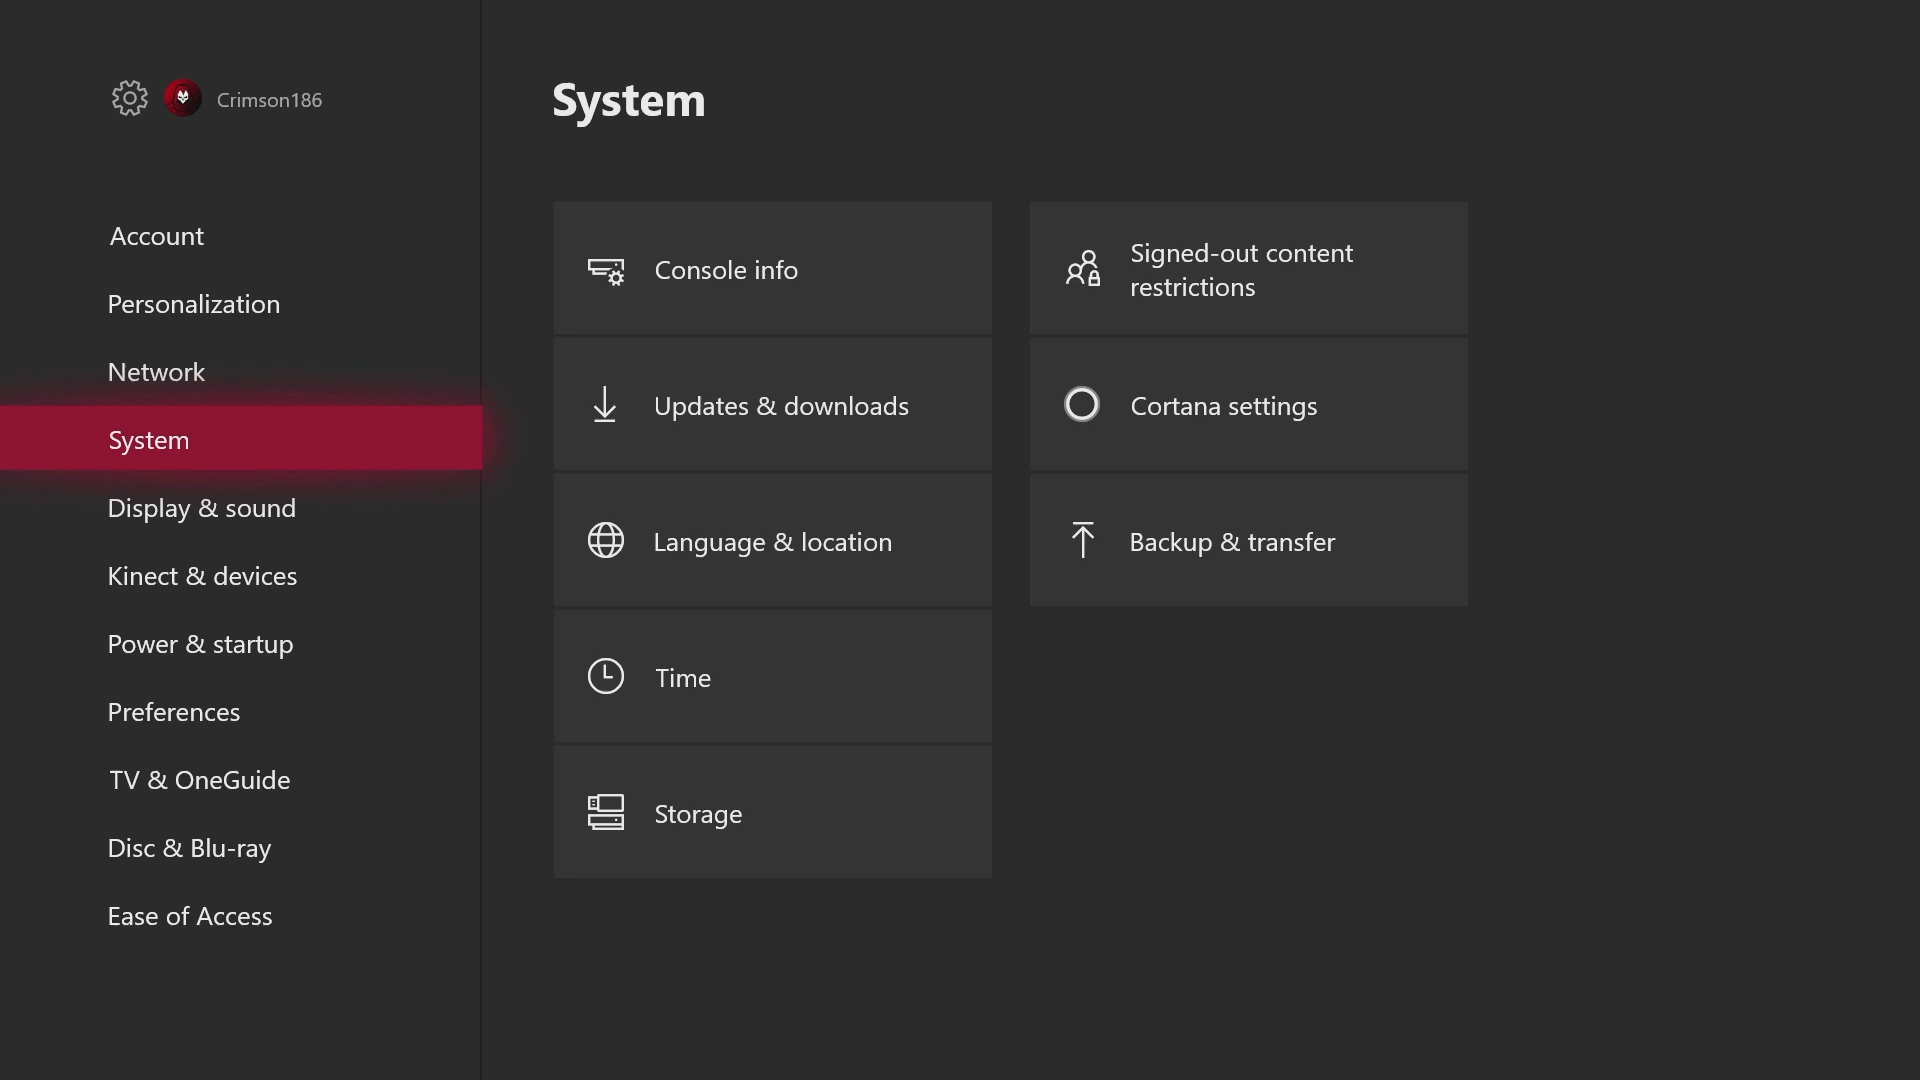 Crimson186
Account
Personalization
Network
System
Display & sound
Kinect & devices
Power & startup
Preferences
TV & OneGuide
Disc & Blu-ray
Ease of Access
System
Console info
Updates & downloads
Language & location
Time
Storage
Signed-out content
restrictions
Cortana settings
Backup & transfer